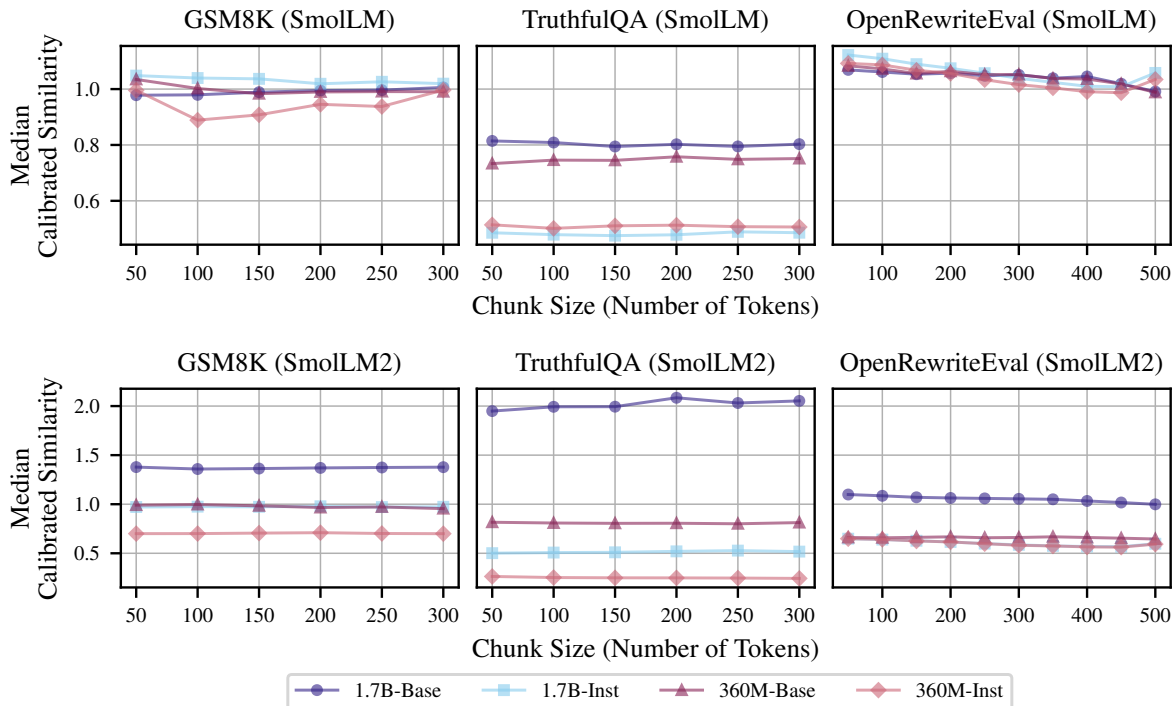 GSM8K (SmolLM)
TruthfulQA (SmolLM)
OpenRewriteEval (SmolLM)
Median
Calibrated Similarity
1.0
0.8
0.6
50 100 150 200 250 300
50 100 150 200 250 300
100 200 300 400 500
Chunk Size (Number of Tokens)
GSM8K (SmolLM2)
TruthfulQA (SmolLM2)
OpenRewriteEval (SmolLM2)
Median
Calibrated Similarity
2.0
1.5
1.0
0.5
50 100 150 200 250 300
50 100 150 200 250 300
100 200 300 400 500
Chunk Size (Number of Tokens)
1.7B-Base 1.7B-Inst 360M-Base 360M-Inst